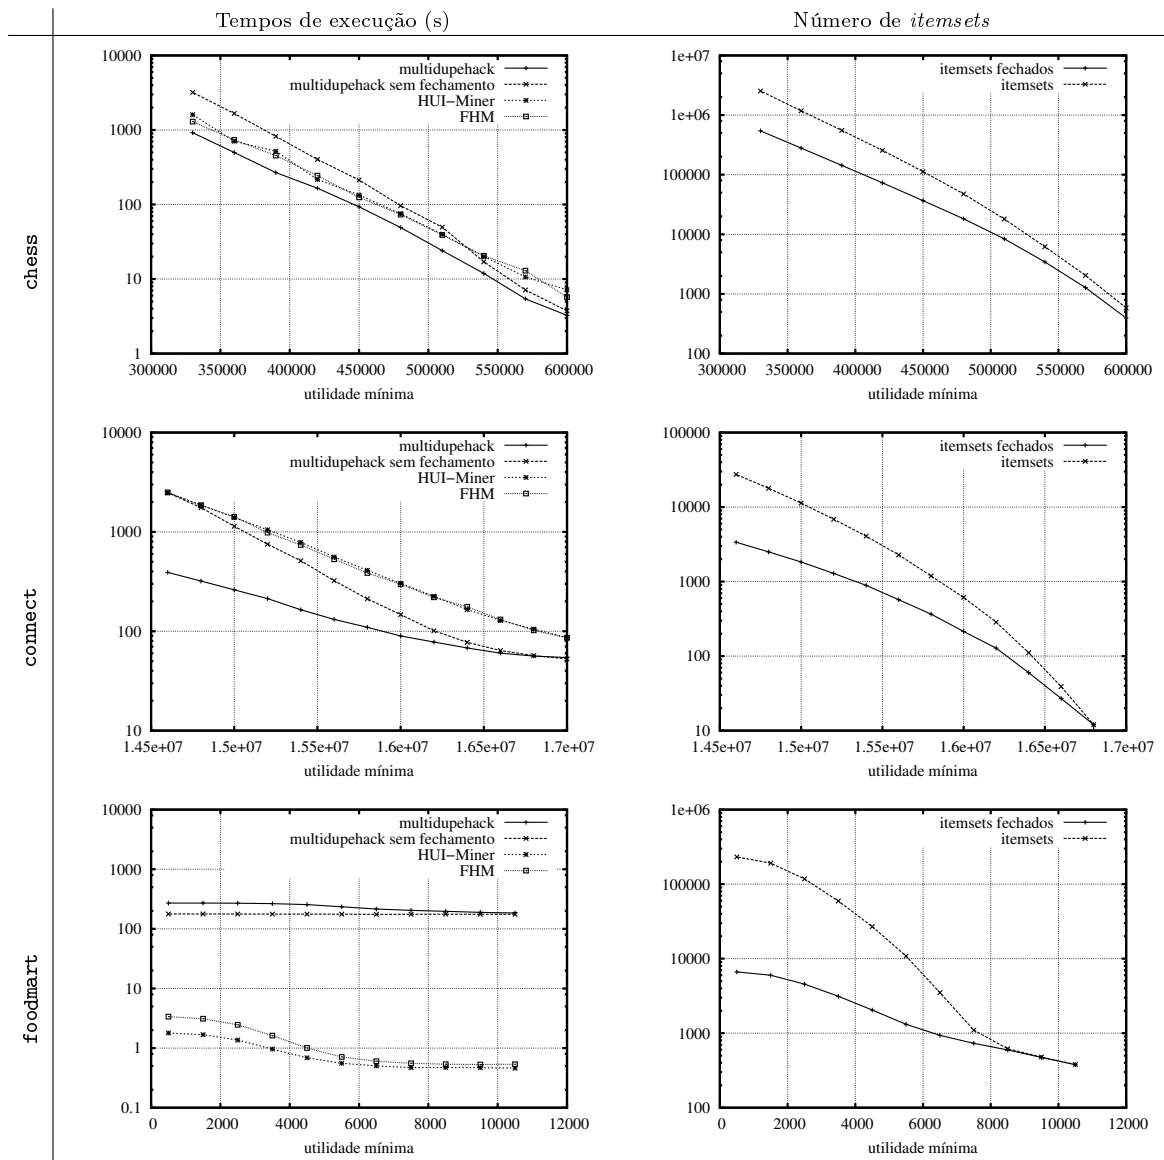 Tempos de execução (s)
Número de itemsets
chess
10000
1000
100
10
1
multidupehack
multidupehack sem fechamento
HUI-Miner
FHM
300000 350000 400000 450000 500000 550000 600000
utilidade mínima
1e+07
1e+06
100000
10000
1000
100
itemsets fechados
itemsets
300000 350000 400000 450000 500000 550000 600000
utilidade mínima
connect
10000
1000
100
10
multidupehack
multidupehack sem fechamento
HUI-Miner
FHM
1.45e+07 1.5e+07 1.55e+07 1.6e+07 1.65e+07 1.7e+07
utilidade mínima
100000
10000
1000
100
10
itemsets fechados
itemsets
1.45e+07 1.5e+07 1.55e+07 1.6e+07 1.65e+07 1.7e+07
utilidade mínima
foodmart
10000
1000
100
10
1
0.1
multidupehack
multidupehack sem fechamento
HUI-Miner
FHM
0 2000 4000 6000 8000 10000 12000
utilidade mínima
1e+06
100000
10000
1000
100
itemsets fechados
itemsets
0 2000 4000 6000 8000 10000 12000
utilidade mínima